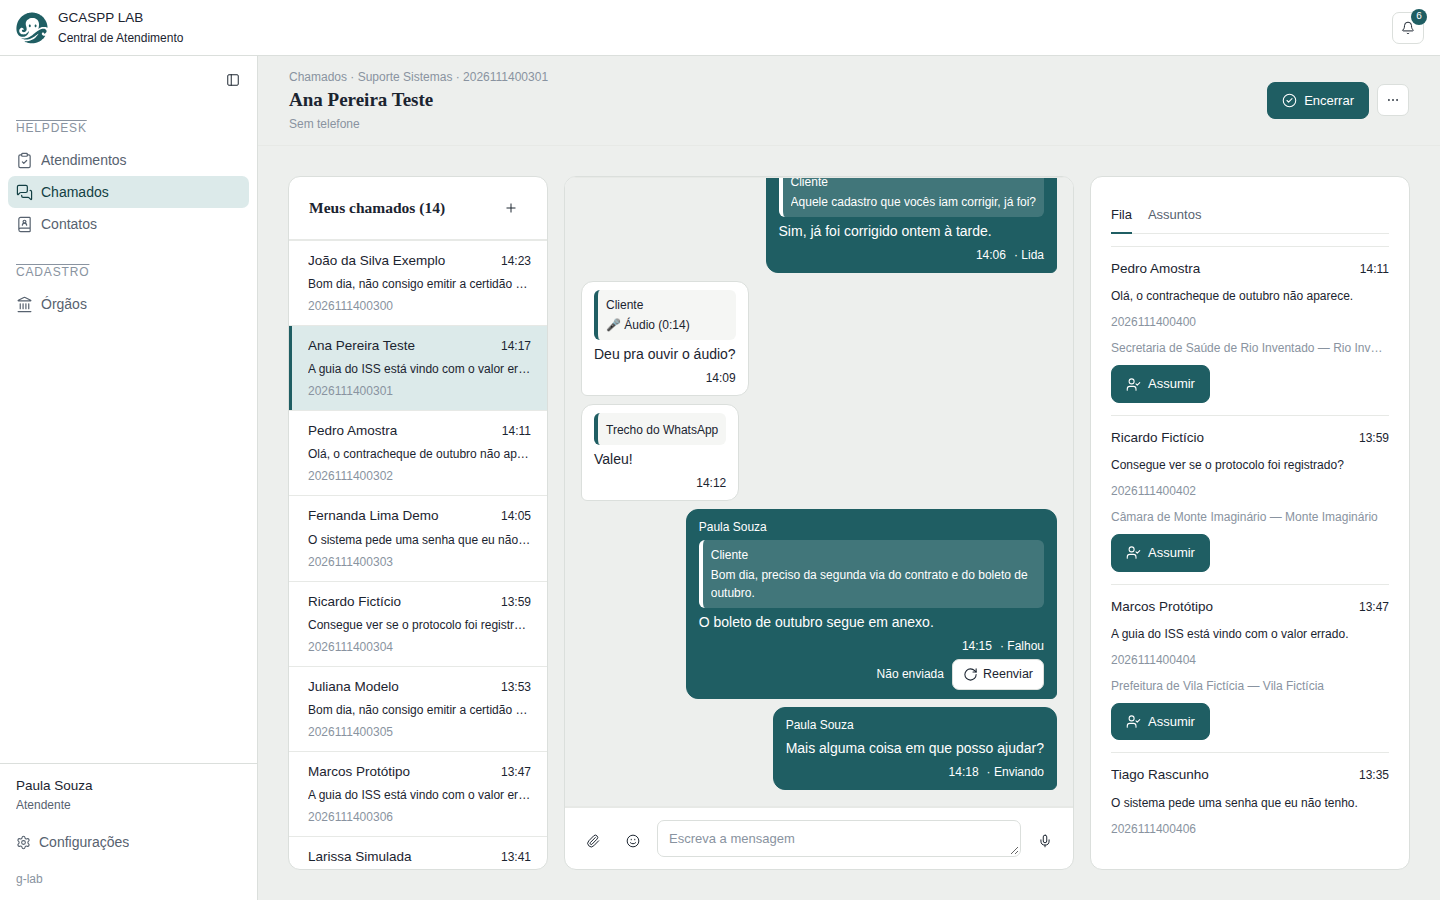 GCASPP LAB
Central de Atendimento
6
HELPDESK
Atendimentos
Chamados
Contatos
CADASTRO
Órgãos
Paula Souza
Atendente
Configurações
g-lab
Chamados · Suporte Sistemas · 2026111400301
Ana Pereira Teste
Sem telefone
Encerrar
Meus chamados (14)
João da Silva Exemplo 14:23
Bom dia, não consigo emitir a certidão …
2026111400300
Ana Pereira Teste 14:17
A guia do ISS está vindo com o valor er…
2026111400301
Pedro Amostra 14:11
Olá, o contracheque de outubro não ap…
2026111400302
Fernanda Lima Demo 14:05
O sistema pede uma senha que eu não…
2026111400303
Ricardo Fictício 13:59
Consegue ver se o protocolo foi registr…
2026111400304
Juliana Modelo 13:53
Bom dia, não consigo emitir a certidão …
2026111400305
Marcos Protótipo 13:47
A guia do ISS está vindo com o valor er…
2026111400306
Larissa Simulada 13:41
Cliente
Aquele cadastro que vocês iam corrigir, já foi?
Sim, já foi corrigido ontem à tarde.
14:06 · Lida
Cliente
🎤 Áudio (0:14)
Deu pra ouvir o áudio?
14:09
Trecho do WhatsApp
Valeu!
14:12
Paula Souza
Cliente
Bom dia, preciso da segunda via do contrato e do boleto de
outubro.
O boleto de outubro segue em anexo.
14:15 · Falhou
Não enviada Reenviar
Paula Souza
Mais alguma coisa em que posso ajudar?
14:18 · Enviando
Escreva a mensagem
Fila Assuntos
Pedro Amostra 14:11
Olá, o contracheque de outubro não aparece.
2026111400400
Secretaria de Saúde de Rio Inventado — Rio Inv…
Assumir
Ricardo Fictício 13:59
Consegue ver se o protocolo foi registrado?
2026111400402
Câmara de Monte Imaginário — Monte Imaginário
Assumir
Marcos Protótipo 13:47
A guia do ISS está vindo com o valor errado.
2026111400404
Prefeitura de Vila Fictícia — Vila Fictícia
Assumir
Tiago Rascunho 13:35
O sistema pede uma senha que eu não tenho.
2026111400406